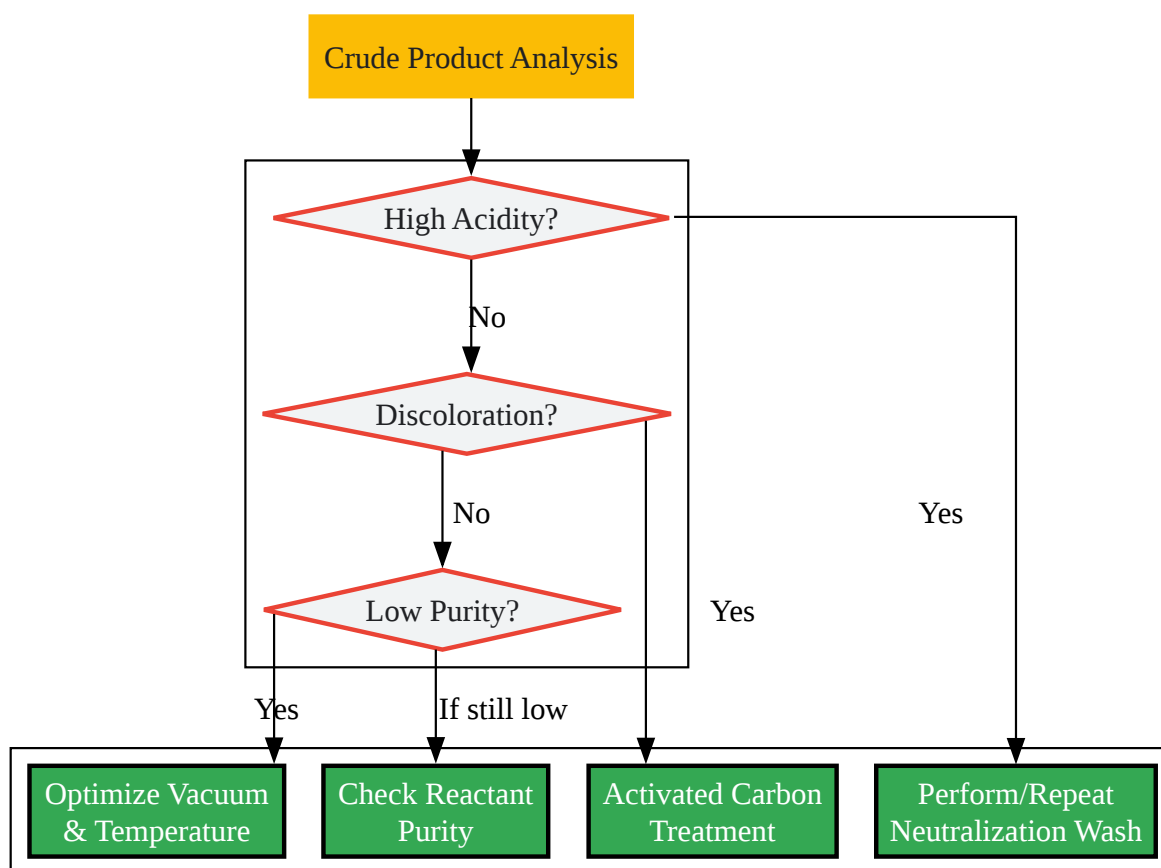 Crude Product Analysis
High Acidity?
No
Discoloration?
No
Yes
Low Purity?
Yes
Yes
If still low
Optimize Vacuum
& Temperature
Check Reactant
Purity
Activated Carbon
Treatment
Perform/Repeat
Neutralization Wash